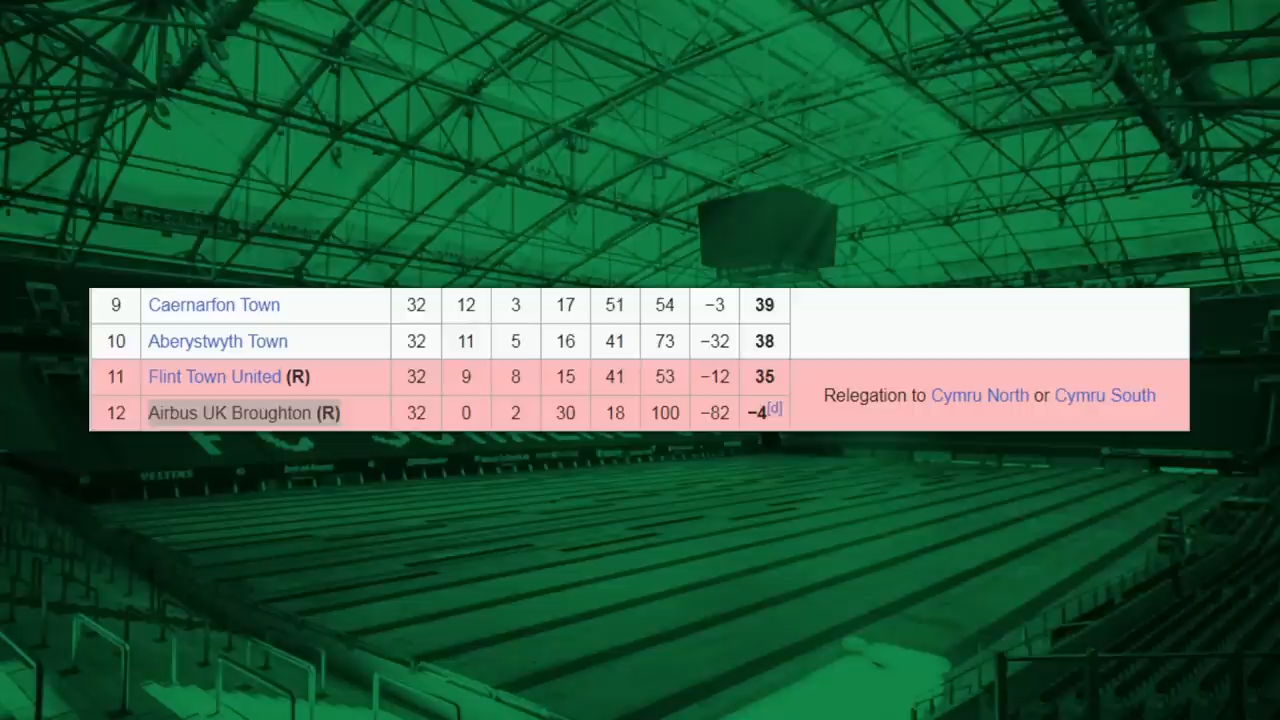 9 Caernarfon Town 32 12 3 17 51 54 −3 39
10 Aberystwyth Town 32 11 5 16 41 73 −32 38
11 Flint Town United (R) 32 9 8 15 41 53 −12 35
Relegation to Cymru North or Cymru South
12 Airbus UK Broughton (R) 32 0 2 30 18 100 −82 −4[d]